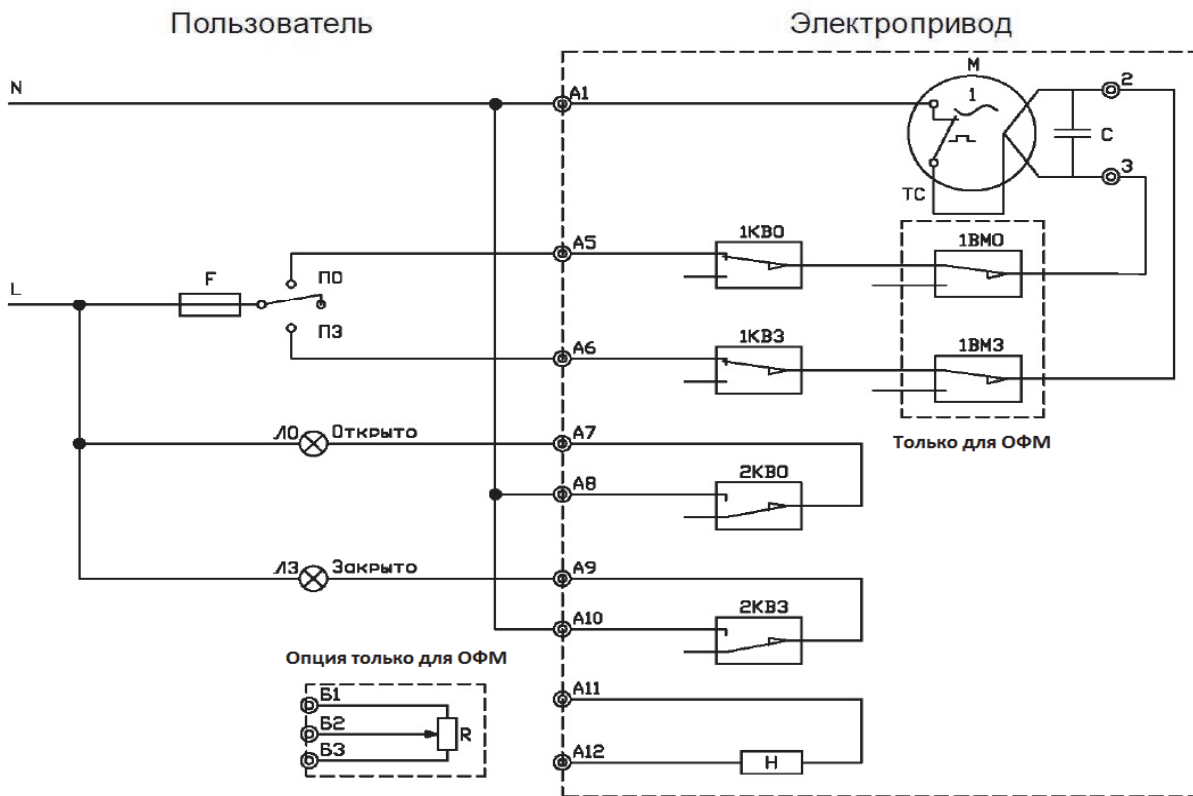 Пользователь
Электропривод
N
A1
M
1
2
C
3
TC
A5
1КВО
1ВМО
L
F
ПО
ПЗ
A6
1КВЗ
1ВМЗ
Только для ОФМ
ЛО
Открыто
A7
A8
2КВО
ЛЗ
Закрыто
A9
A10
2КВЗ
Опция только для ОФМ
Б1
Б2
R
Б3
A11
A12
H